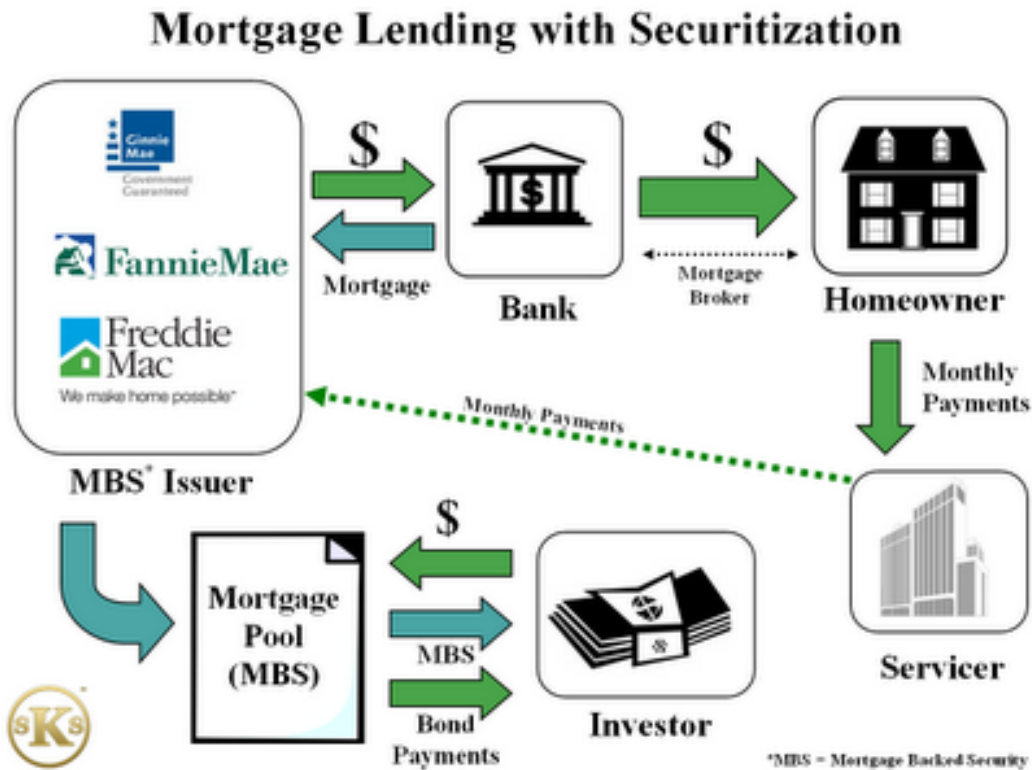 Mortgage Lending with Securitization
Ginnie
Mae
Government
Guaranteed
FannieMae
Freddie
Mac
We make home possible®
MBS* Issuer
$
Mortgage
$
Bank
$
Mortgage
Broker
Homeowner
Monthly
Payments
Monthly Payments
Servicer
Mortgage
Pool
(MBS)
$
MBS
Bond
Payments
Investor
SKS
*MBS = Mortgage Backed Security